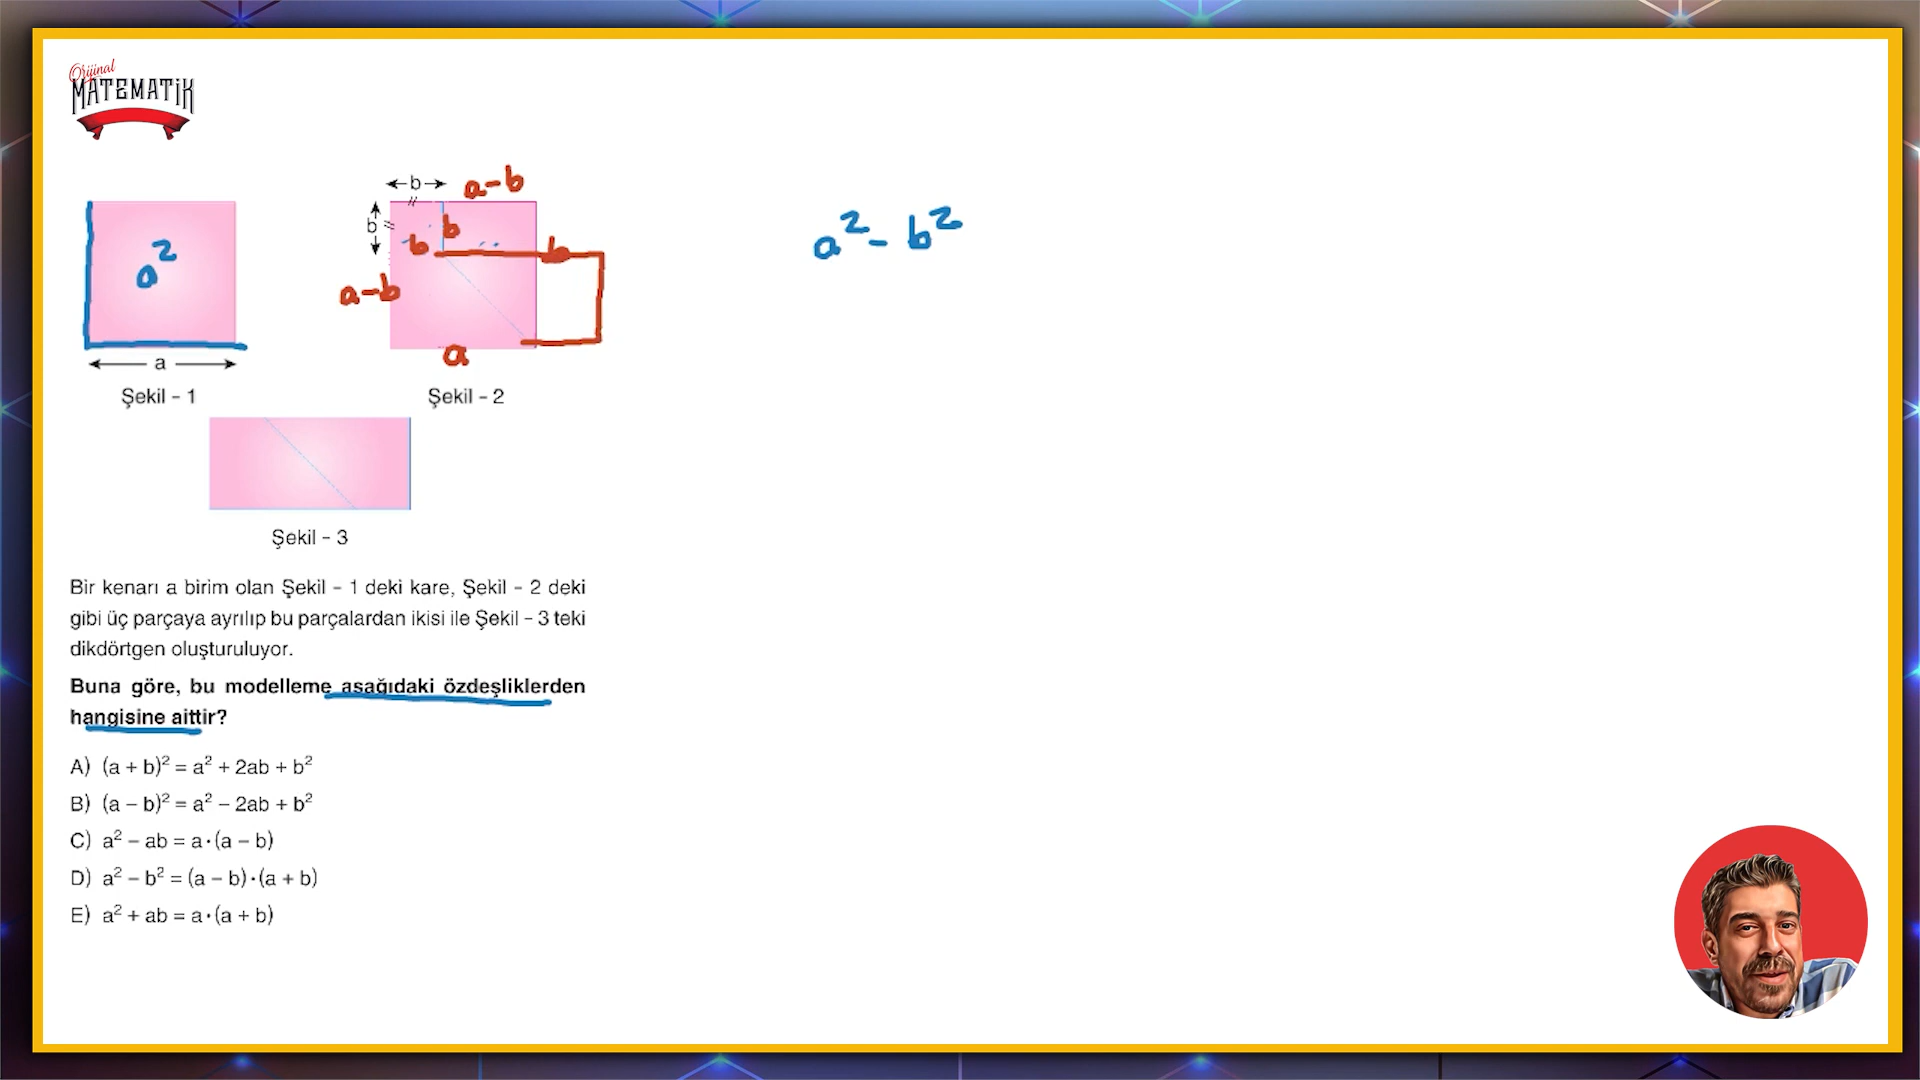 Orijinal
MATEMATİK
b
a-b
b
b
b
b
a-b
a
a²
a
Şekil - 1
Şekil - 2
a² - b²
Şekil - 3
Bir kenarı a birim olan Şekil - 1 deki kare, Şekil - 2 deki
gibi üç parçaya ayrılıp bu parçalardan ikisi ile Şekil - 3 teki
dikdörtgen oluşturuluyor.
Buna göre, bu modelleme aşağıdaki özdeşliklerden
hangisine aittir?
A) (a + b)² = a² + 2ab + b²
B) (a – b)² = a² – 2ab + b²
C) a² – ab = a·(a – b)
D) a² – b² = (a – b)·(a + b)
E) a² + ab = a·(a + b)